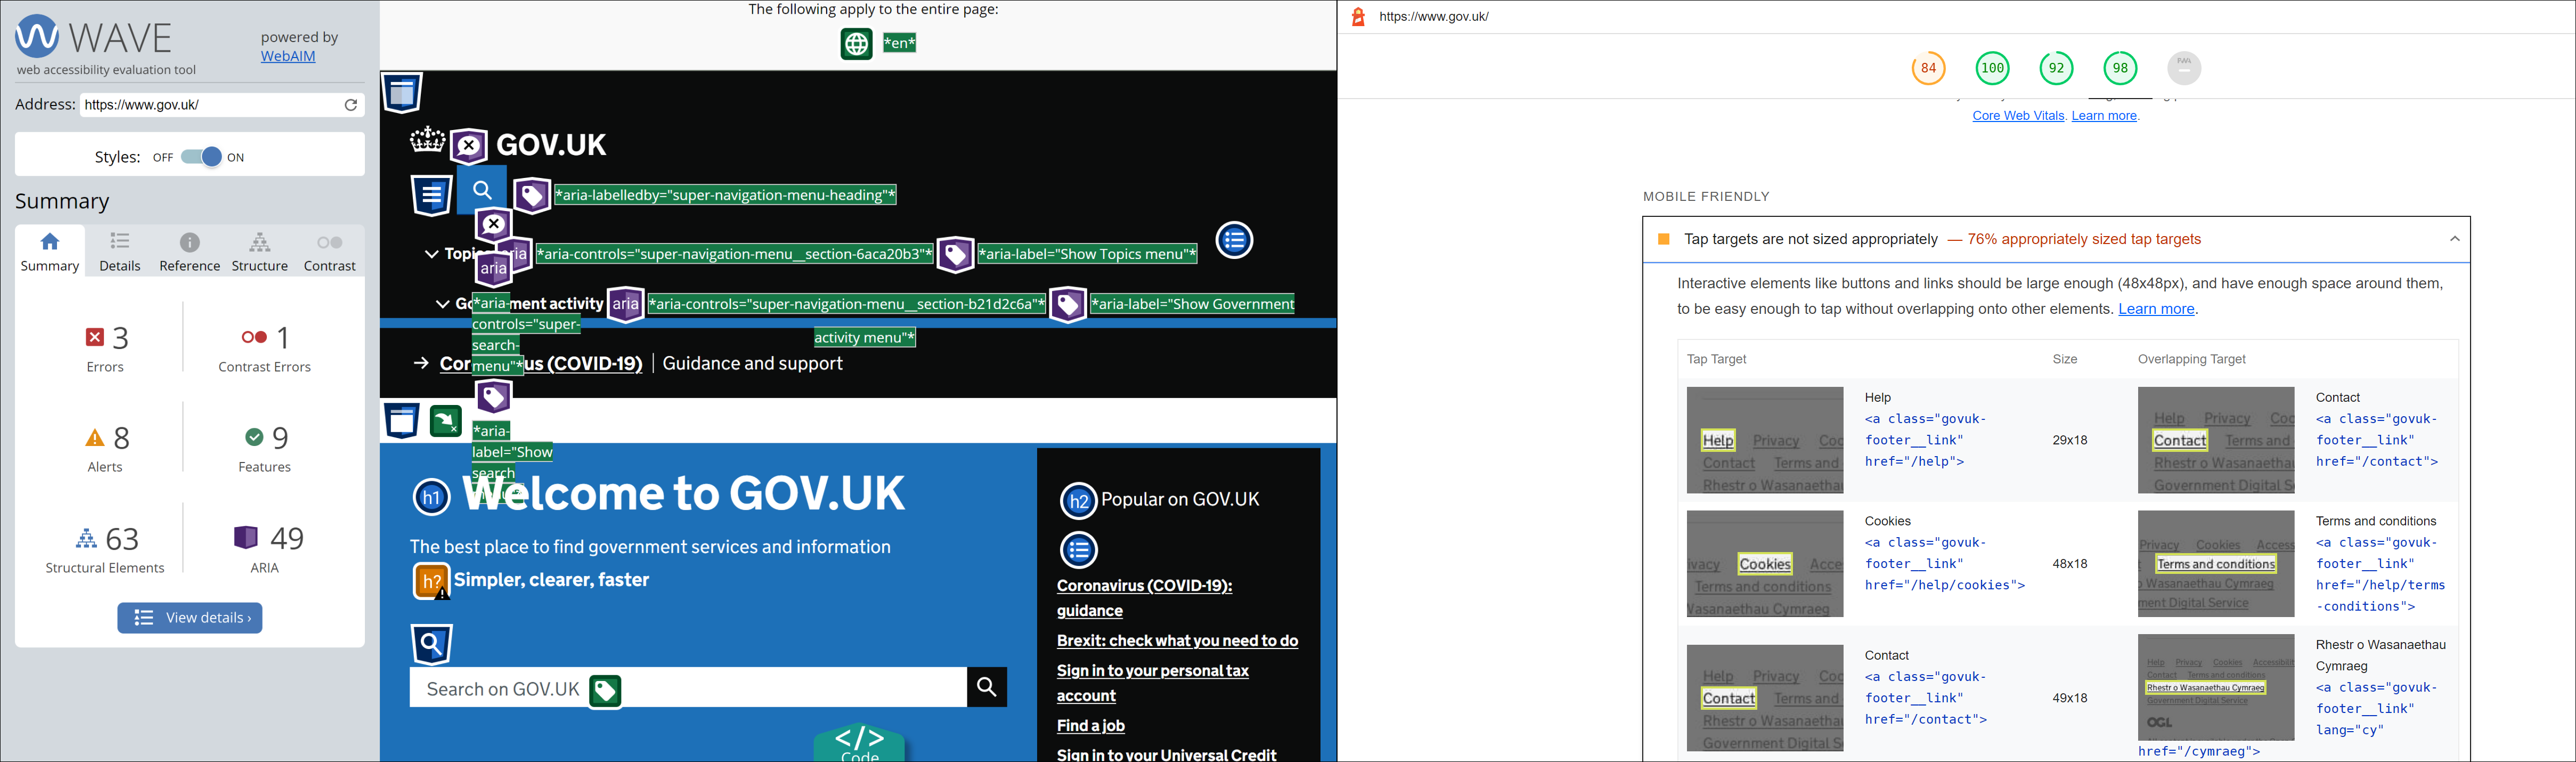 WAVE
powered by
WebAIM
web accessibility evaluation tool
Address: https://www.gov.uk/
Styles: OFF ON
Summary
Summary Details Reference Structure Contrast
3
Errors
1
Contrast Errors
8
Alerts
9
Features
63
Structural Elements
49
ARIA
View details ›
The following apply to the entire page:
*en*
GOV.UK
*aria-labelledby="super-navigation-menu-heading"*
*aria-controls="super-navigation-menu__section-6aca20b3"* *aria-label="Show Topics menu"*
aria
aria *aria-controls="super-navigation-menu__section-b21d2c6a"* *aria-label="Show Government
activity menu"*
*aria-
controls="super-
search-
menu"*
Guidance and support
*aria-
label="Show
search
h1 Welcome to GOV.UK
The best place to find government services and information
h? Simpler, clearer, faster
Search on GOV.UK
</>
Code
h2 Popular on GOV.UK
Coronavirus (COVID-19):
guidance
Brexit: check what you need to do
Sign in to your personal tax
account
Find a job
Sign in to your Universal Credit
https://www.gov.uk/
84 100 92 98 PWA
Core Web Vitals. Learn more.
MOBILE FRIENDLY
Tap targets are not sized appropriately — 76% appropriately sized tap targets
Interactive elements like buttons and links should be large enough (48x48px), and have enough space around them,
to be easy enough to tap without overlapping onto other elements. Learn more.
Tap Target Size Overlapping Target
Help Privacy Coo
Contact Terms and
Rhestr o Wasanaethau
Help
<a class="govuk-
footer__link"
href="/help">
29x18
Help Privacy Coo
Contact Terms and
Rhestr o Wasanaethau
Government Digital S
Contact
<a class="govuk-
footer__link"
href="/contact">
ivacy Cookies Acce
Terms and conditions
Wasanaethau Cymraeg
Cookies
<a class="govuk-
footer__link"
href="/help/cookies">
48x18
Privacy Cookies Access
Terms and conditions
o Wasanaethau Cymraeg
ment Digital Service
Terms and conditions
<a class="govuk-
footer__link"
href="/help/terms
-conditions">
Help Privacy Coo
Contact Terms and
Rhestr o Wasanaethau
Government Digital S
Contact
<a class="govuk-
footer__link"
href="/contact">
49x18
Help Privacy Cookies Accessibilit
Contact Terms and conditions
Rhestr o Wasanaethau Cymraeg
Government Digital Service
OGL
Rhestr o Wasanaethau
Cymraeg
<a class="govuk-
footer__link"
lang="cy"
href="/cymraeg">